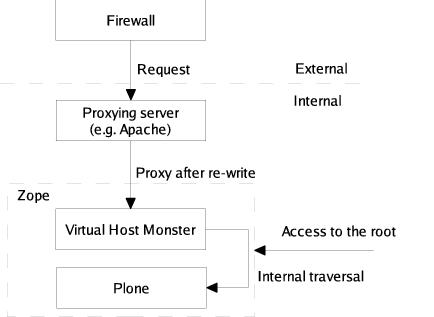 Firewall
Request
External
Internal
Proxying server
(e.g. Apache)
Proxy after re-write
Zope
Virtual Host Monster
Access to the root
Internal traversal
Plone